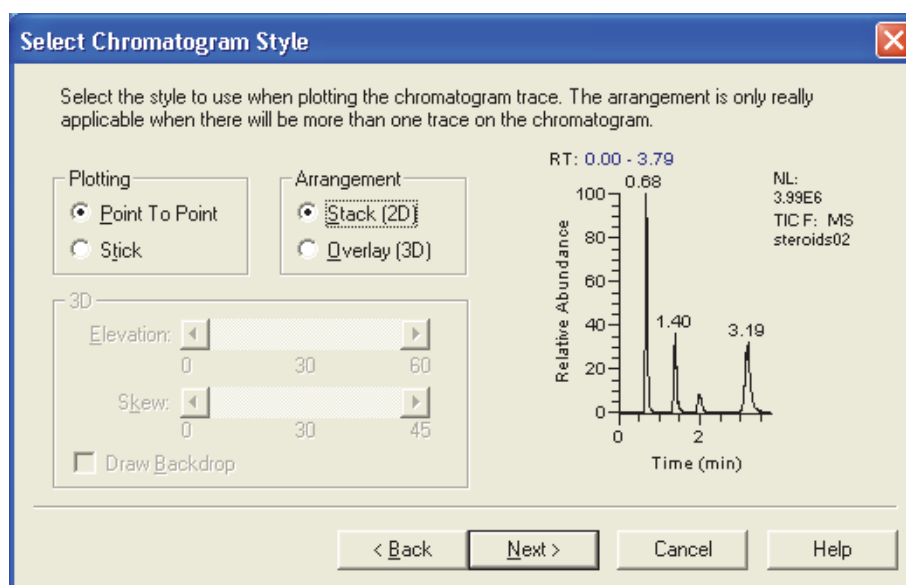 Select Chromatogram Style
Select the style to use when plotting the chromatogram trace. The arrangement is only really
applicable when there will be more than one trace on the chromatogram.
Plotting
Point To Point
Stick
Arrangement
Stack (2D)
Overlay (3D)
3D
Elevation:
0 30 60
Skew:
0 30 45
Draw Backdrop
RT: 0.00 - 3.79
0.68
1.40
3.19
100
80
60
40
20
0
Relative Abundance
0 2
Time (min)
NL:
3.99E6
TIC F: MS
steroids02
< Back
Next >
Cancel
Help